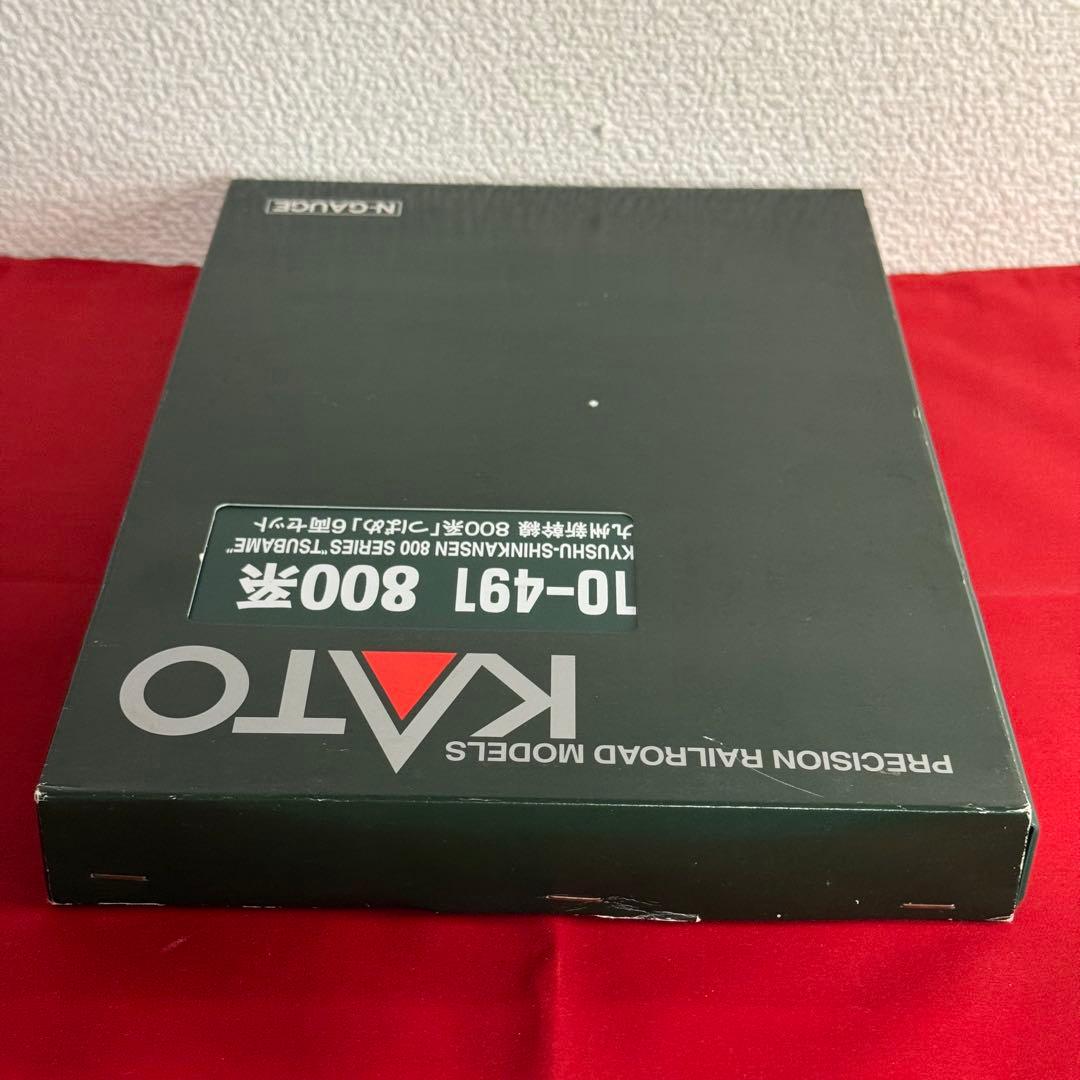 PRECISION RAILROAD MODELS
KATO
10-491 800系
KYUSHU-SHINKANSEN 800 SERIES "TSUBAME"
九州新幹線 800系「つばめ」6両セット
N-GAUGE